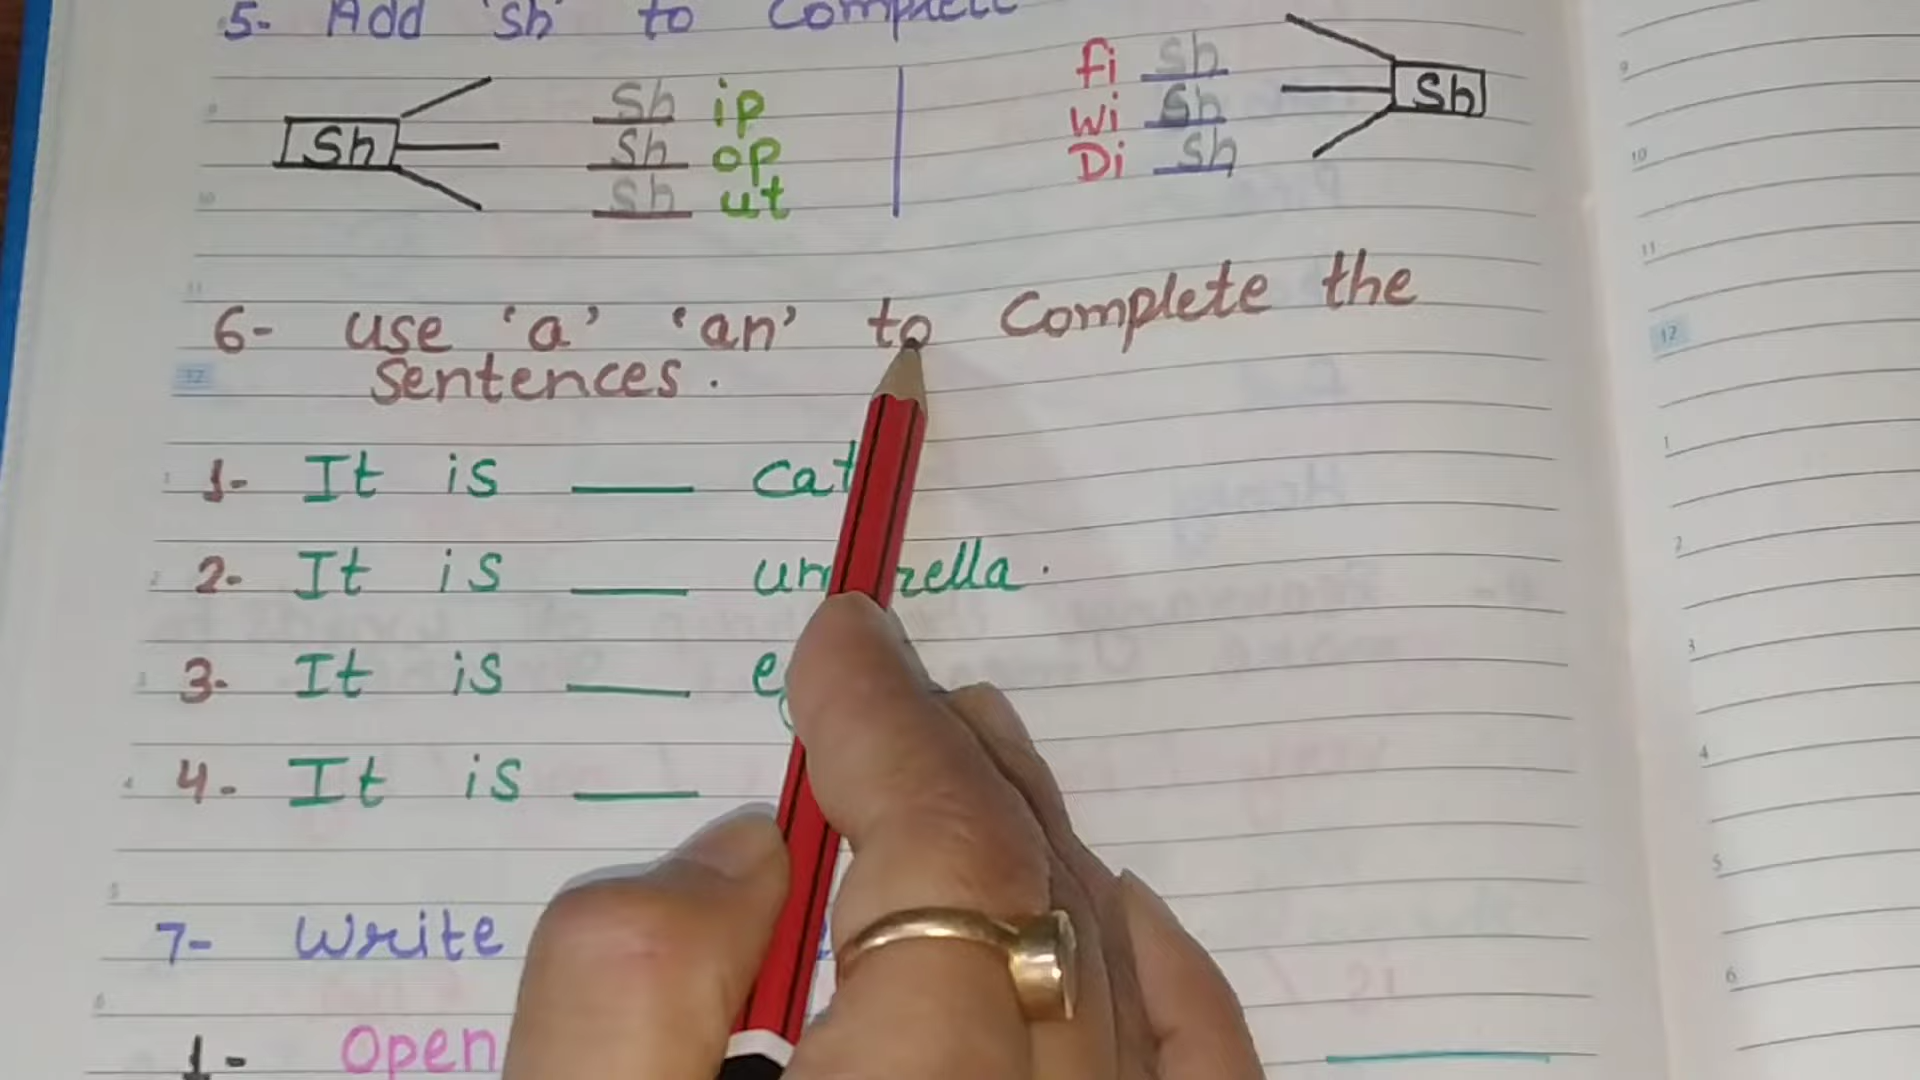 5- Add 'sh' to Complete
Sh
Sh ip
Sh op
Sh ut
fi Sh
Wi Sh
Di Sh
Sh
6- use 'a' 'an' to Complete the
Sentences.
1- It is ___ cat
2- It is ___ umbrella.
3- It is ___
4- It is ___
7- Write
1- Open